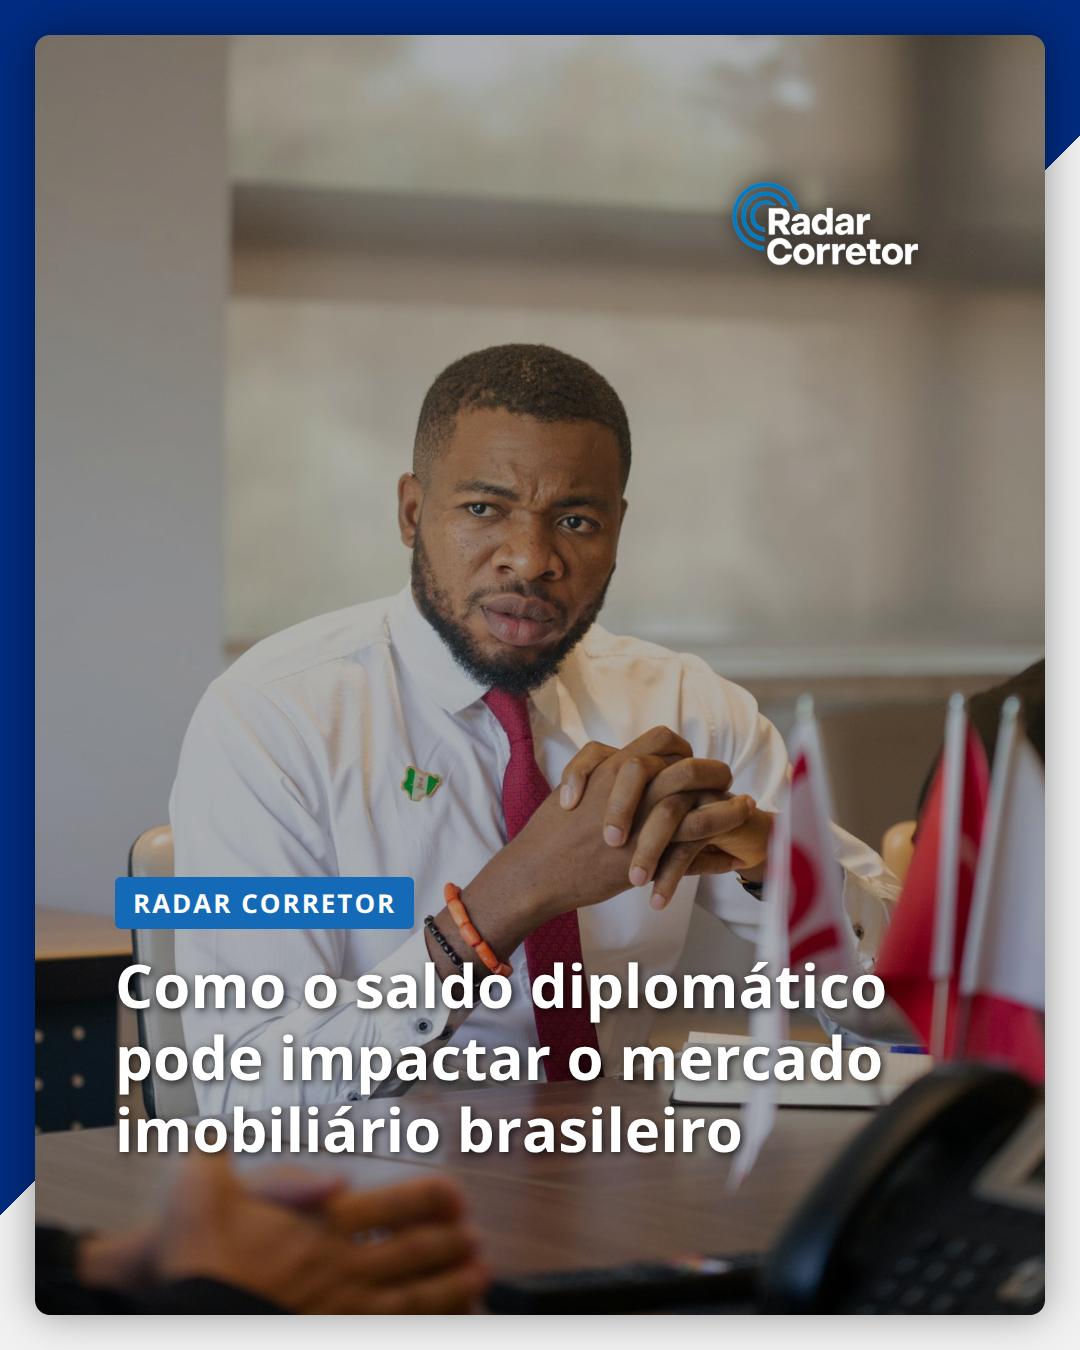 Radar
Corretor
RADAR CORRETOR
Como o saldo diplomático
pode impactar o mercado
imobiliário brasileiro